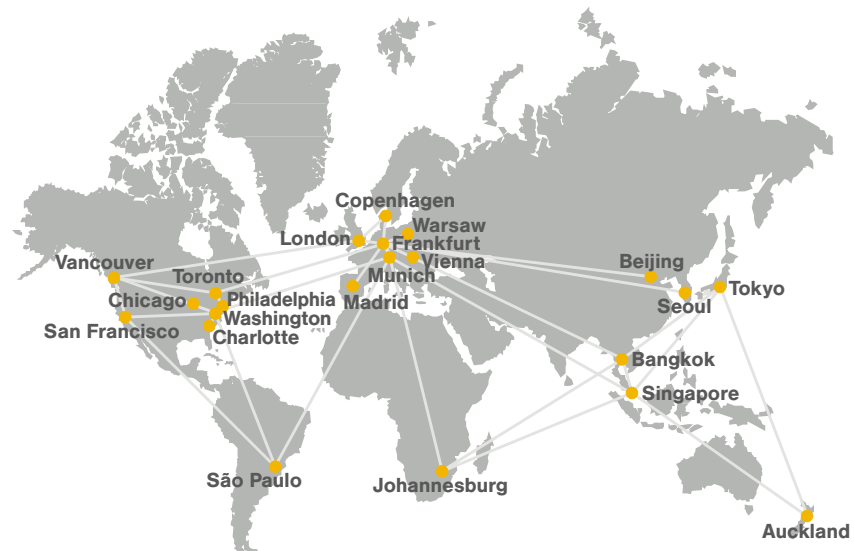 Copenhagen
Warsaw
London
Frankfurt
Vancouver
Vienna
Beijing
Toronto
Munich
Chicago
Philadelphia
Madrid
Tokyo
Seoul
San Francisco
Washington
Charlotte
Bangkok
Singapore
São Paulo
Johannesburg
Auckland